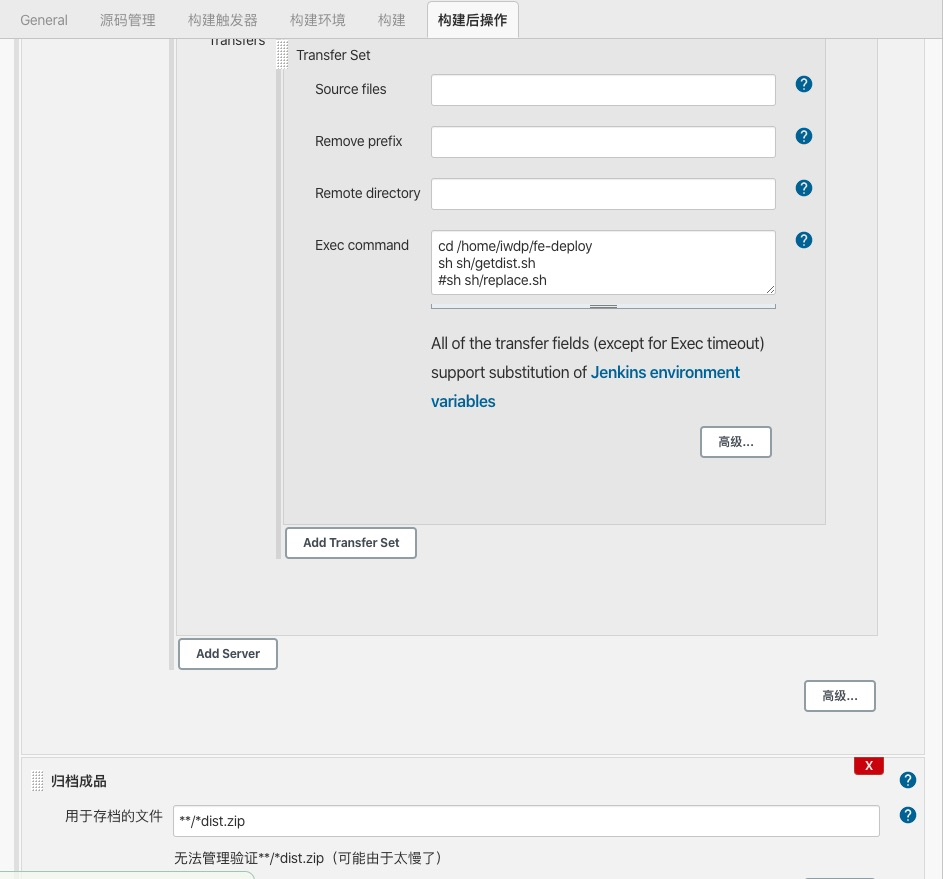 General 源码管理 构建触发器 构建环境 构建 构建后操作
Transfers
Transfer Set
Source files
Remove prefix
Remote directory
Exec command
cd /home/iwdp/fe-deploy
sh sh/getdist.sh
#sh sh/replace.sh
All of the transfer fields (except for Exec timeout)
support substitution of Jenkins environment
variables
高级...
Add Transfer Set
Add Server
高级...
X
归档成品
用于存档的文件 **/*dist.zip
无法管理验证**/*dist.zip（可能由于太慢了）